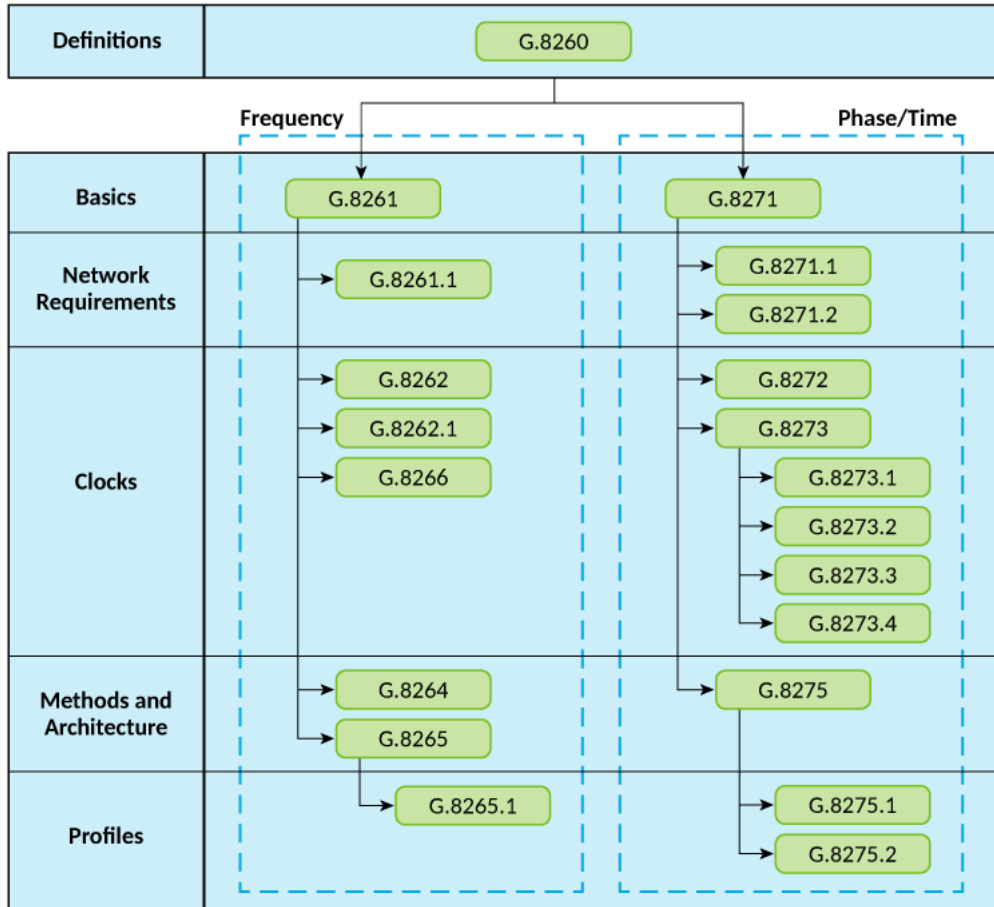 Definitions
G.8260
Frequency
Phase/Time
Basics
G.8261
G.8271
Network
Requirements
G.8261.1
G.8271.1
G.8271.2
Clocks
G.8262
G.8262.1
G.8266
G.8272
G.8273
G.8273.1
G.8273.2
G.8273.3
G.8273.4
Methods and
Architecture
G.8264
G.8265
G.8275
Profiles
G.8265.1
G.8275.1
G.8275.2